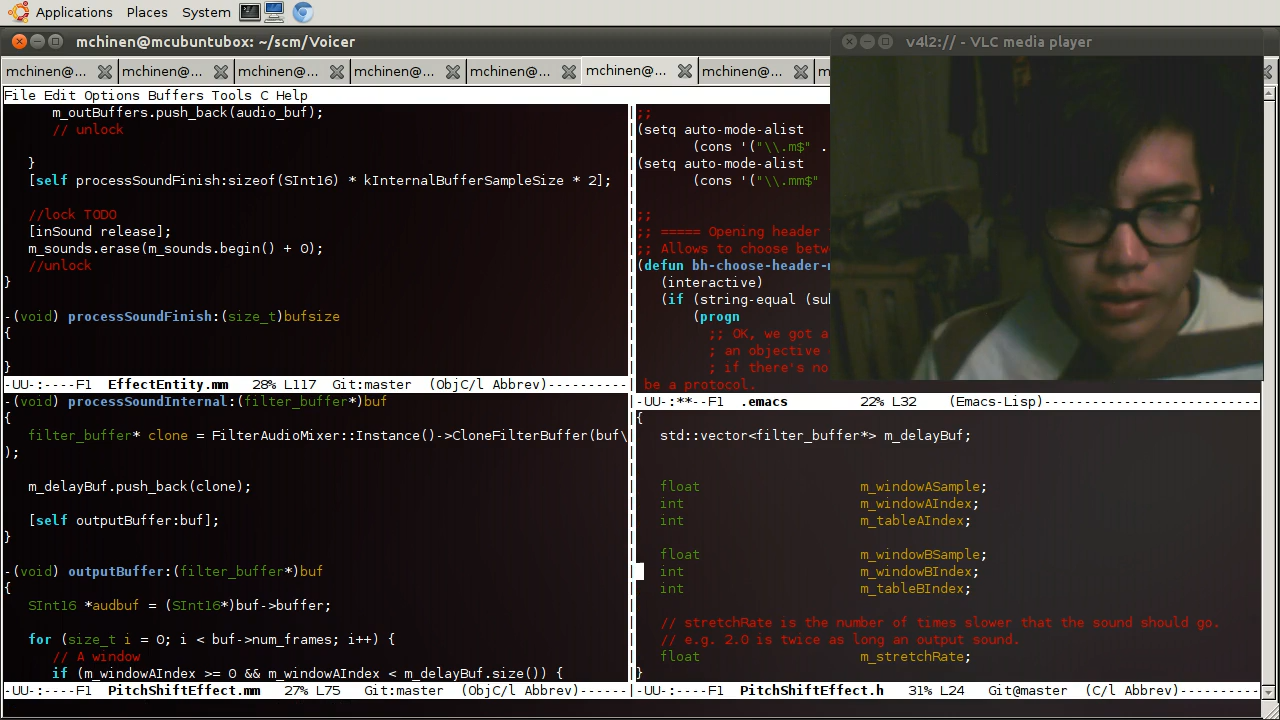 Applications Places System
mchinen@mcubuntubox: ~/scm/Voicer
mchinen@... mchinen@... mchinen@... mchinen@... mchinen@... mchinen@... mchinen@... m
File Edit Options Buffers Tools C Help
m_outBuffers.push_back(audio_buf);
// unlock
}
[self processSoundFinish:sizeof(SInt16) * kInternalBufferSampleSize * 2];
//lock TODO
[inSound release];
m_sounds.erase(m_sounds.begin() + 0);
//unlock
}
-(void) processSoundFinish:(size_t)bufsize
{
}
-UU-:----F1 EffectEntity.mm 28% L117 Git:master (ObjC/l Abbrev)----------
-(void) processSoundInternal:(filter_buffer*)buf
{
filter_buffer* clone = FilterAudioMixer::Instance()->CloneFilterBuffer(buf\
);
m_delayBuf.push_back(clone);
[self outputBuffer:buf];
}
-(void) outputBuffer:(filter_buffer*)buf
{
SInt16 *audbuf = (SInt16*)buf->buffer;
for (size_t i = 0; i < buf->num_frames; i++) {
// A window
if (m_windowAIndex >= 0 && m_windowAIndex < m_delayBuf.size()) {
-UU-:----F1 PitchShiftEffect.mm 27% L75 Git:master (ObjC/l Abbrev)------
v4l2:// - VLC media player
;;
(setq auto-mode-alist
(cons '("\\.m$" .
(setq auto-mode-alist
(cons '("\\.mm$"
;;
;; ===== Opening header
;; Allows to choose betw
(defun bh-choose-header-m
(interactive)
(if (string-equal (sub
(progn
;; OK, we got a
; an objective
; if there's no
be a protocol.
-UU-:**--F1 .emacs 22% L32 (Emacs-Lisp)---------------------------
{
std::vector<filter_buffer*> m_delayBuf;
float m_windowASample;
int m_windowAIndex;
int m_tableAIndex;
float m_windowBSample;
int m_windowBIndex;
int m_tableBIndex;
// stretchRate is the number of times slower that the sound should go.
// e.g. 2.0 is twice as long an output sound.
float m_stretchRate;
}
-UU-:----F1 PitchShiftEffect.h 31% L24 Git@master (C/l Abbrev)----------